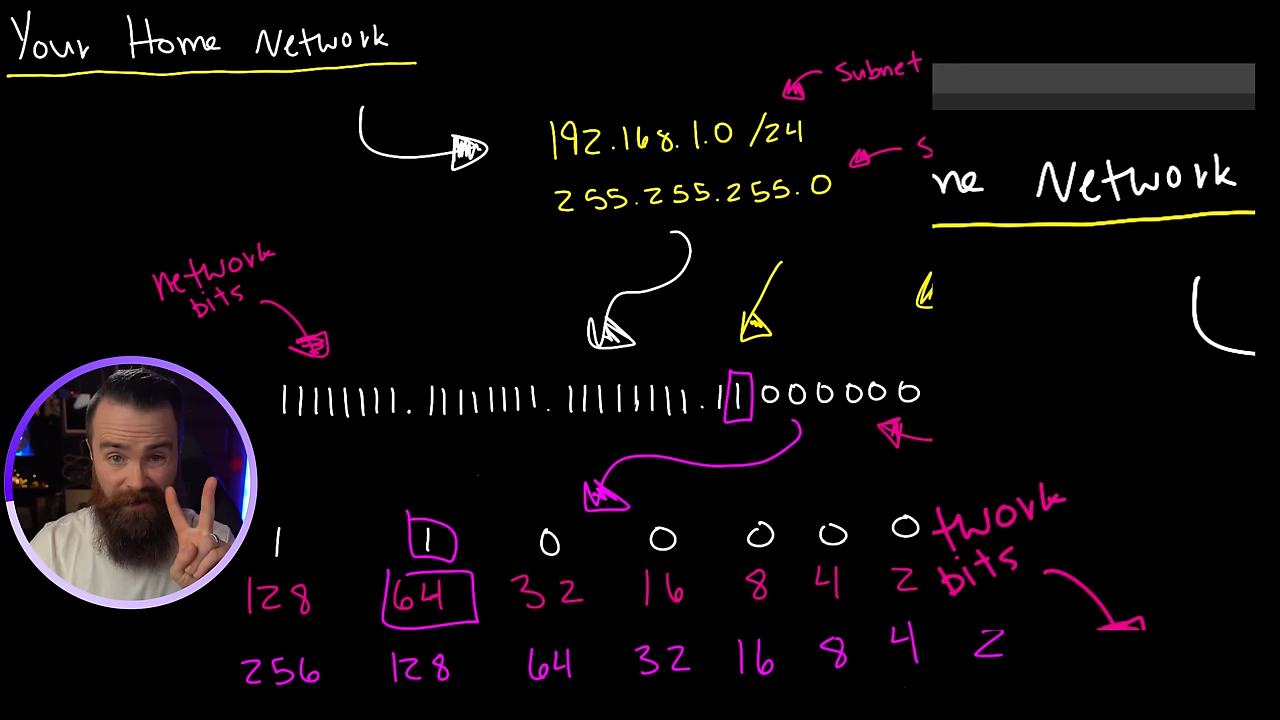 Your Home Network
Subnet
192.168.1.0 /24
S
255.255.255.0
ne Network
network
bits
11111111.11111111.11111111.11000000
1 1 0 0 0 0 0
128 64 32 16 8 4 2
twork
bits
256 128 64 32 16 8 4 2